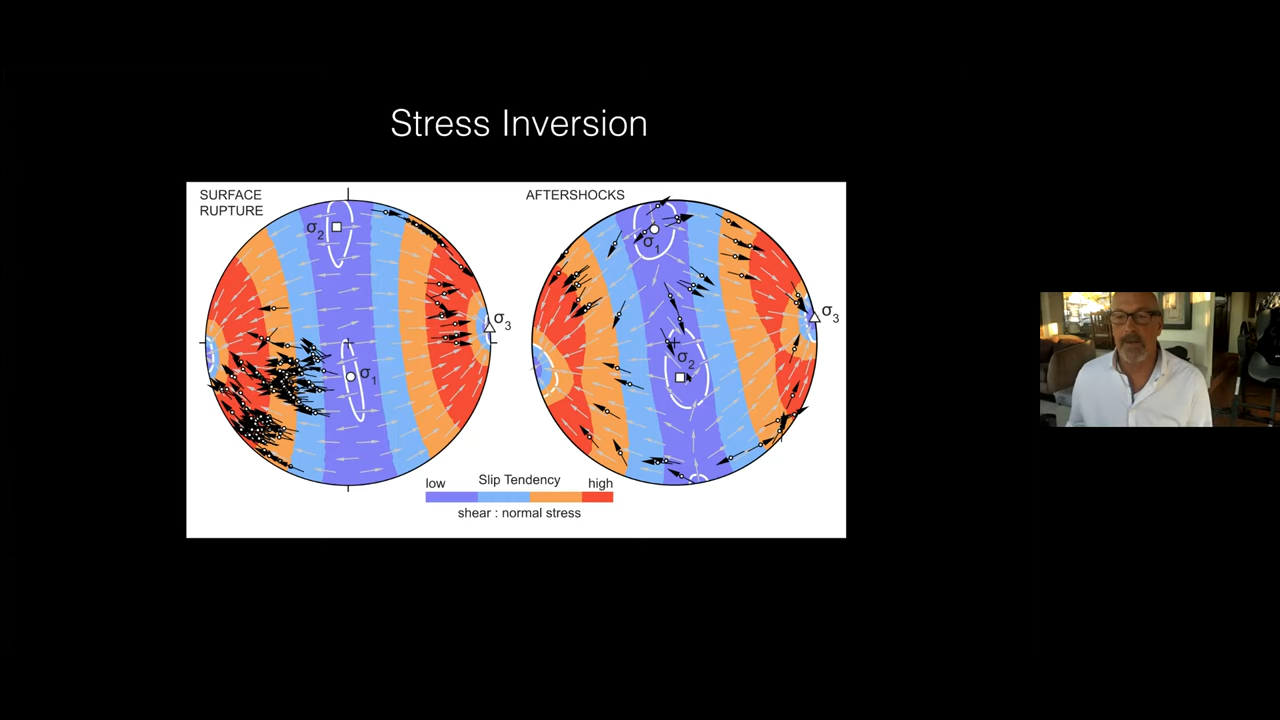 Stress Inversion
SURFACE
RUPTURE
σ2
σ3
σ1
AFTERSHOCKS
σ1
σ3
σ2
low
Slip Tendency
high
shear : normal stress